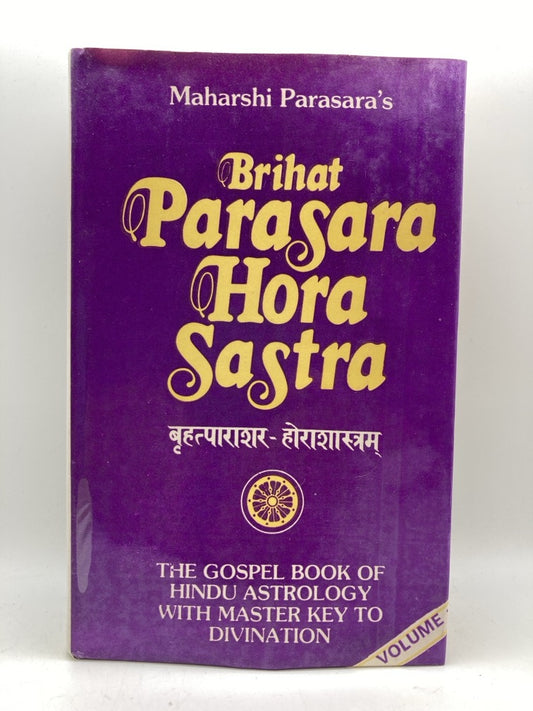 Maharshi Parasara's
Brihat
Parasara
Hora
Sastra
बृहत्पाराशर-होराशास्त्रम्
THE GOSPEL BOOK OF
HINDU ASTROLOGY
WITH MASTER KEY TO
DIVINATION
VOLUME